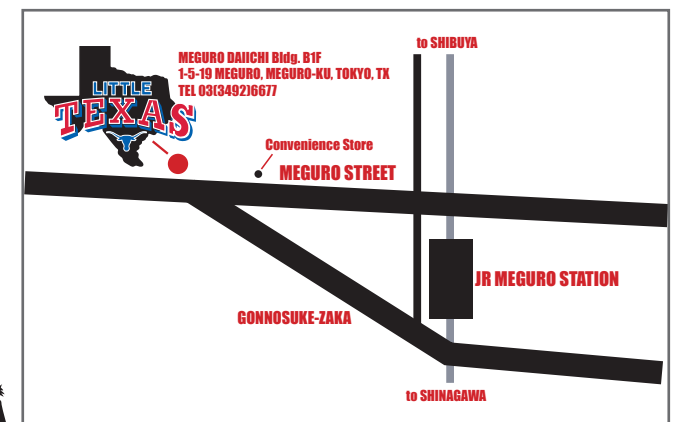 to SHIBUYA
MEGURO DAIICHI Bldg. B1F
1-5-19 MEGURO, MEGURO-KU, TOKYO, TX
TEL 03(3492)6677
LITTLE
TEXAS
Convenience Store
MEGURO STREET
JR MEGURO STATION
GONNOSUKE-ZAKA
to SHINAGAWA